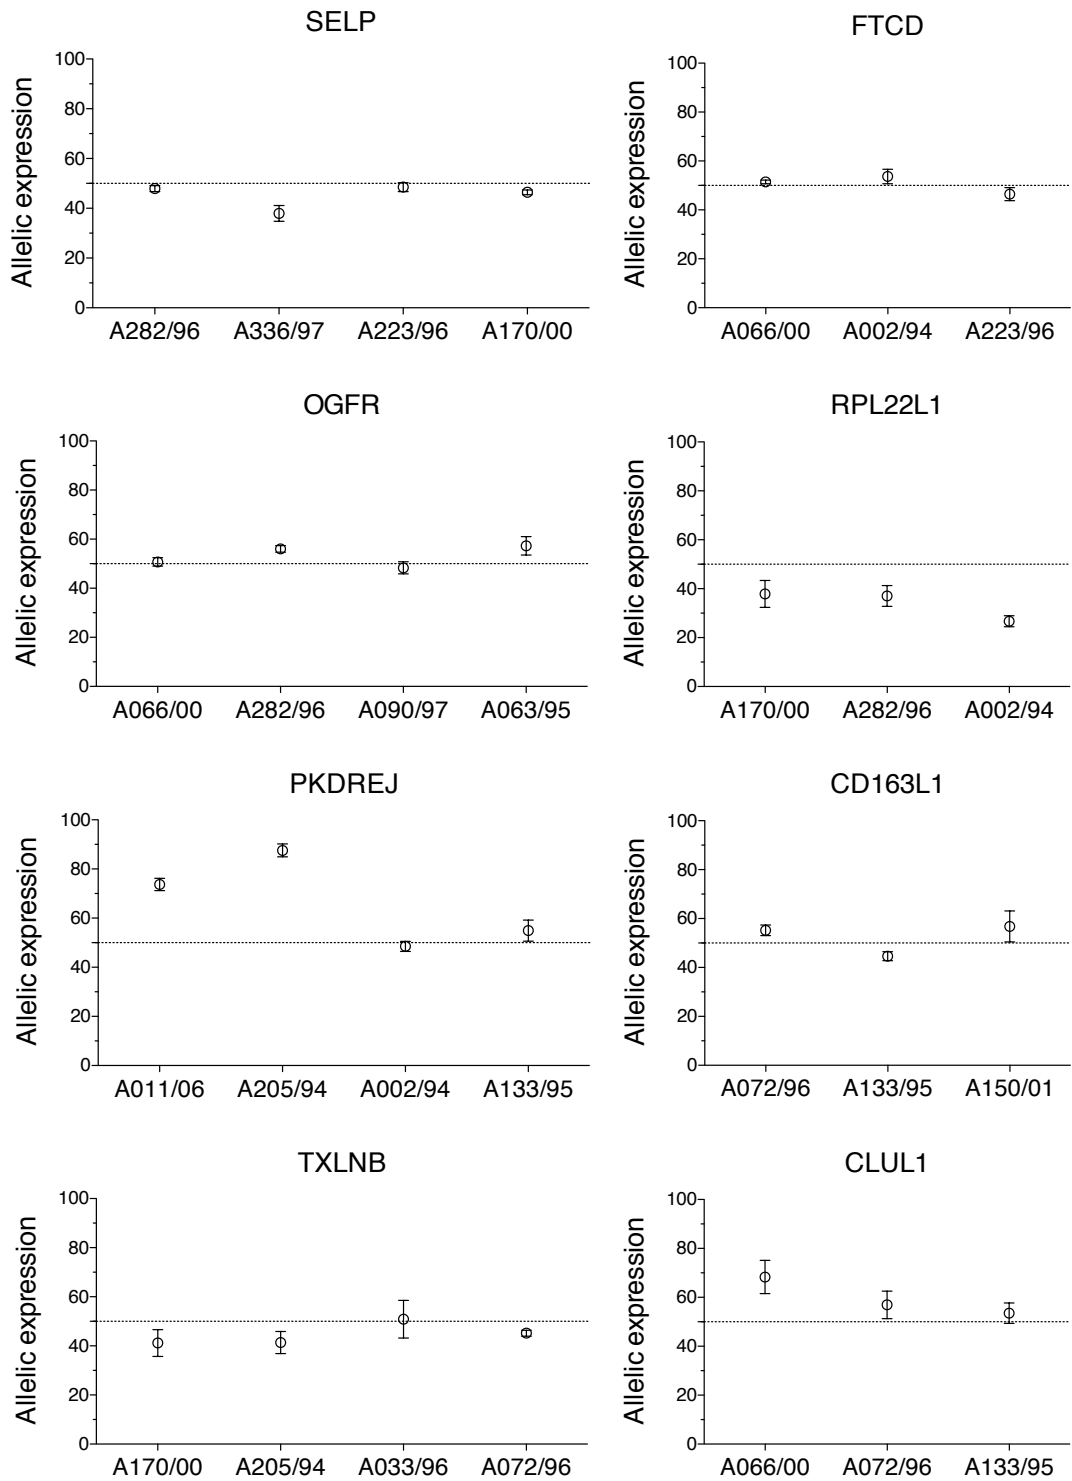 SELP
Allelic expression
100
80
60
40
20
0
A282/96 A336/97 A223/96 A170/00
FTCD
Allelic expression
100
80
60
40
20
0
A066/00 A002/94 A223/96
OGFR
Allelic expression
100
80
60
40
20
0
A066/00 A282/96 A090/97 A063/95
RPL22L1
Allelic expression
100
80
60
40
20
0
A170/00 A282/96 A002/94
PKDREJ
Allelic expression
100
80
60
40
20
0
A011/06 A205/94 A002/94 A133/95
CD163L1
Allelic expression
100
80
60
40
20
0
A072/96 A133/95 A150/01
TXLNB
Allelic expression
100
80
60
40
20
0
A170/00 A205/94 A033/96 A072/96
CLUL1
Allelic expression
100
80
60
40
20
0
A066/00 A072/96 A133/95